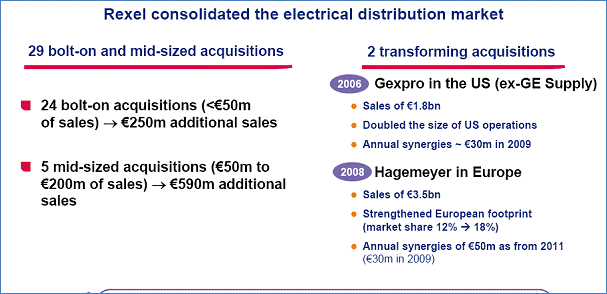 Rexel consolidated the electrical distribution market
29 bolt-on and mid-sized acquisitions
24 bolt-on acquisitions (<€50m
of sales) → €250m additional sales
5 mid-sized acquisitions (€50m to
€200m of sales) → €590m additional
sales
2 transforming acquisitions
2006 Gexpro in the US (ex-GE Supply)
Sales of €1.8bn
Doubled the size of US operations
Annual synergies ~ €30m in 2009
2008 Hagemeyer in Europe
Sales of €3.5bn
Strengthened European footprint
(market share 12% → 18%)
Annual synergies of €50m as from 2011
(€30m in 2009)